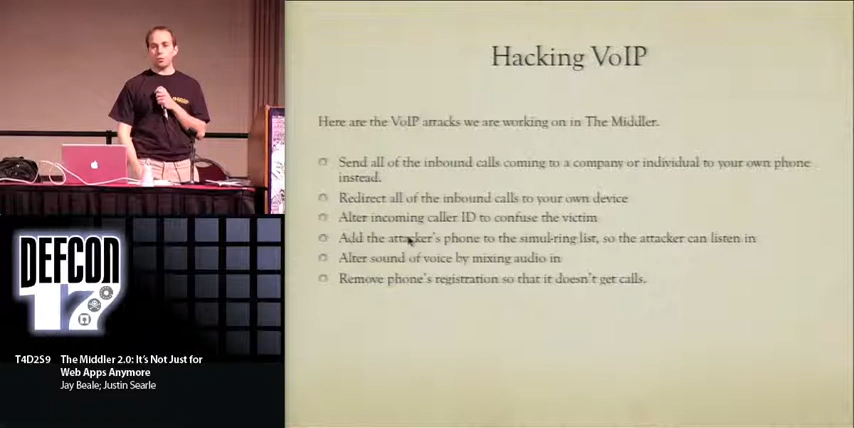 Hacking VoIP
Here are the VoIP attacks we are working on in The Middler.
Send all of the inbound calls coming to a company or individual to your own phone
instead.
Redirect all of the inbound calls to your own device
Alter incoming caller ID to confuse the victim
Add the attacker's phone to the simul-ring list, so the attacker can listen in
Alter sound of voice by mixing audio in
Remove phone's registration so that it doesn't get calls.
DEFCON
17
T4D2S9 The Middler 2.0: It's Not Just for
Web Apps Anymore
Jay Beale; Justin Searle